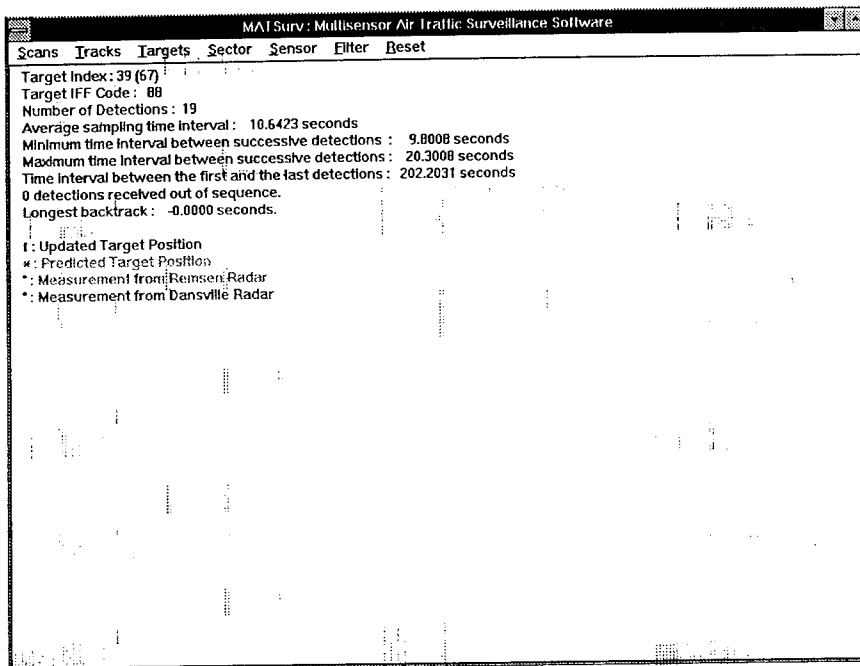 MATSurv : Multisensor Air Traffic Surveillance Software
Scans Tracks Targets Sector Sensor Filter Reset
Target Index : 39 (67)
Target IFF Code : 88
Number of Detections : 19
Average sampling time interval : 10.6423 seconds
Minimum time interval between successive detections : 9.8008 seconds
Maximum time interval between successive detections : 20.3008 seconds
Time interval between the first and the last detections : 202.2031 seconds
0 detections received out of sequence.
Longest backtrack : -0.0000 seconds.
: Updated Target Position
* : Predicted Target Position
* : Measurement from Remsen Radar
* : Measurement from Dansville Radar